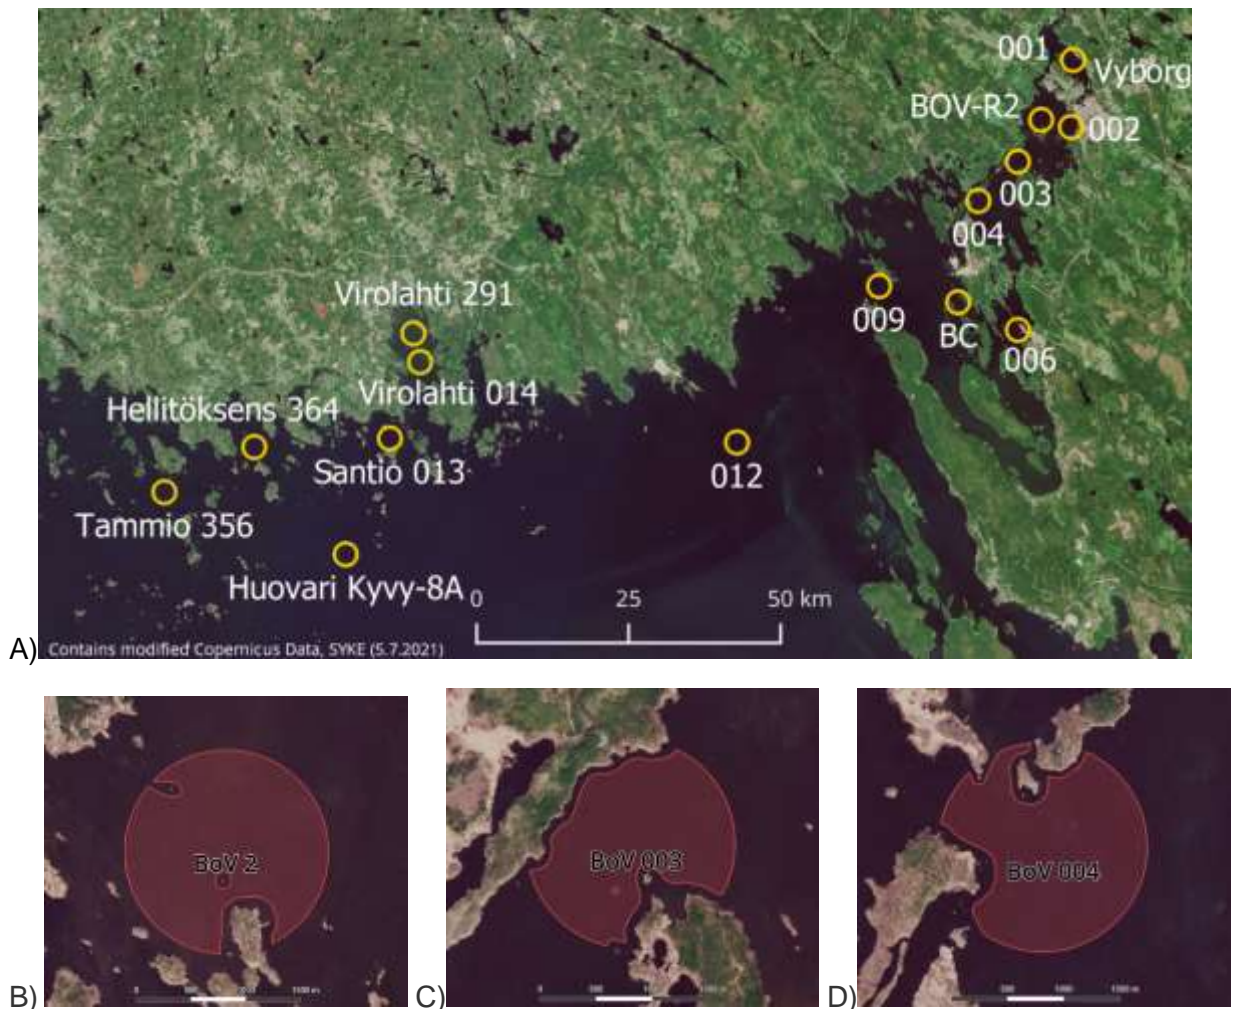 001
Vyborg
BOV-R2
002
003
004
009
BC
006
Virolahti 291
Virolahti 014
Hellitöksens 364
Santio 013
012
Tammio 356
Huovari Kyvy-8A
0 25 50 km
A) Contains modified Copernicus Data, SYKE (5.7.2021)
BoV 2
BoV 003
BoV 004
B)
C)
D)